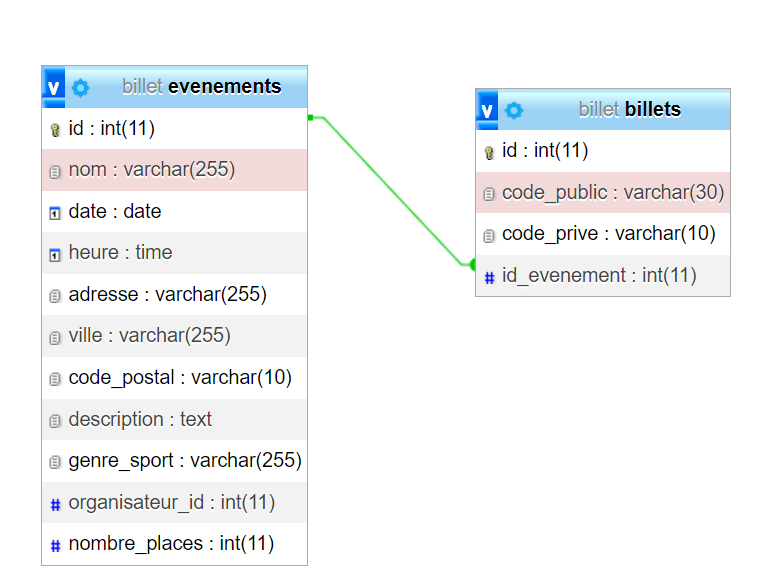 v billet evenements
id : int(11)
nom : varchar(255)
date : date
heure : time
adresse : varchar(255)
ville : varchar(255)
code_postal : varchar(10)
description : text
genre_sport : varchar(255)
# organisateur_id : int(11)
# nombre_places : int(11)
v billet billets
id : int(11)
code_public : varchar(30)
code_prive : varchar(10)
# id_evenement : int(11)